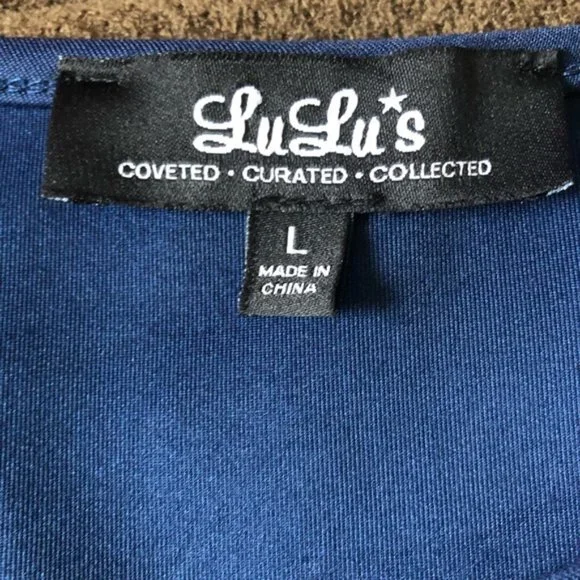 LuLu's
COVETED • CURATED • COLLECTED
L
MADE IN
CHINA